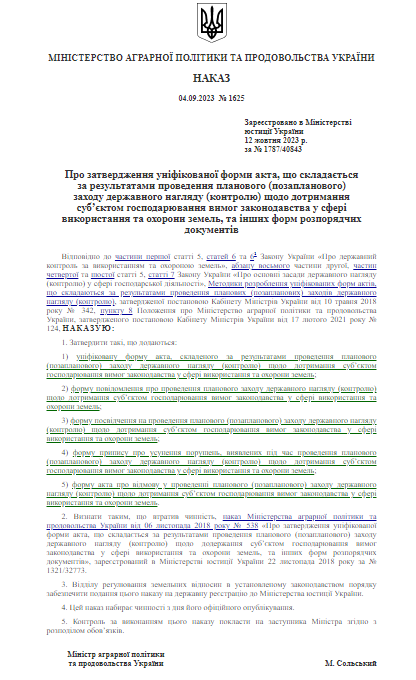 МІНІСТЕРСТВО АГРАРНОЇ ПОЛІТИКИ ТА ПРОДОВОЛЬСТВА УКРАЇНИ
НАКАЗ
04.09.2023 № 1625
Зареєстровано в Міністерстві
юстиції України
12 жовтня 2023 р.
за № 1787/40843
Про затвердження уніфікованої форми акта, що складається
за результатами проведення планового (позапланового)
заходу державного нагляду (контролю) щодо дотримання
суб’єктом господарювання вимог законодавства у сфері
використання та охорони земель, та інших форм розпорядчих
документів
Відповідно до частини першої статті 5, статей 6 та 6¹ Закону України «Про державний
контроль за використанням та охороною земель», абзацу восьмого частини другої, частин
четвертої та шостої статті 5, статті 7 Закону України «Про основні засади державного нагляду
(контролю) у сфері господарської діяльності», Методики розроблення уніфікованих форм актів,
що складаються за результатами проведення планових (позапланових) заходів державного
нагляду (контролю), затвердженої постановою Кабінету Міністрів України від 10 травня 2018
року № 342, пункту 8 Положення про Міністерство аграрної політики та продовольства
України, затвердженого постановою Кабінету Міністрів України від 17 лютого 2021 року №
124, НАКАЗУЮ:
1. Затвердити такі, що додаються:
1) уніфіковану форму акта, складеного за результатами проведення планового
(позапланового) заходу державного нагляду (контролю) щодо дотримання суб’єктом
господарювання вимог законодавства у сфері використання та охорони земель;
2) форму повідомлення про проведення планового заходу державного нагляду (контролю)
щодо дотримання суб’єктом господарювання вимог законодавства у сфері використання та
охорони земель;
3) форму посвідчення на проведення планового (позапланового) заходу державного нагляду
(контролю) щодо дотримання суб’єктом господарювання вимог законодавства у сфері
використання та охорони земель;
4) форму припису про усунення порушень, виявлених під час проведення планового
(позапланового) заходу державного нагляду (контролю) щодо дотримання суб’єктом
господарювання вимог законодавства у сфері використання та охорони земель;
5) форму акта про відмову у проведенні планового (позапланового) заходу державного
нагляду (контролю) щодо дотримання суб’єктом господарювання вимог законодавства у сфері
використання та охорони земель.
2. Визнати таким, що втратив чинність, наказ Міністерства аграрної політики та
продовольства України від 06 листопада 2018 року № 538 «Про затвердження уніфікованої
форми акта, що складається за результатами проведення планового (позапланового) заходу
державного нагляду (контролю) щодо додержання суб’єктом господарювання вимог
законодавства у сфері використання та охорони земель, та інших форм розпорядчих
документів», зареєстрований в Міністерстві юстиції України 22 листопада 2018 року за №
1321/32773.
3. Відділу регулювання земельних відносин в установленому законодавством порядку
забезпечити подання цього наказу на державну реєстрацію до Міністерства юстиції України.
4. Цей наказ набирає чинності з дня його офіційного опублікування.
5. Контроль за виконанням цього наказу покласти на заступника Міністра згідно з
розподілом обов’язків.
Міністр аграрної політики
та продовольства України М. Сольський